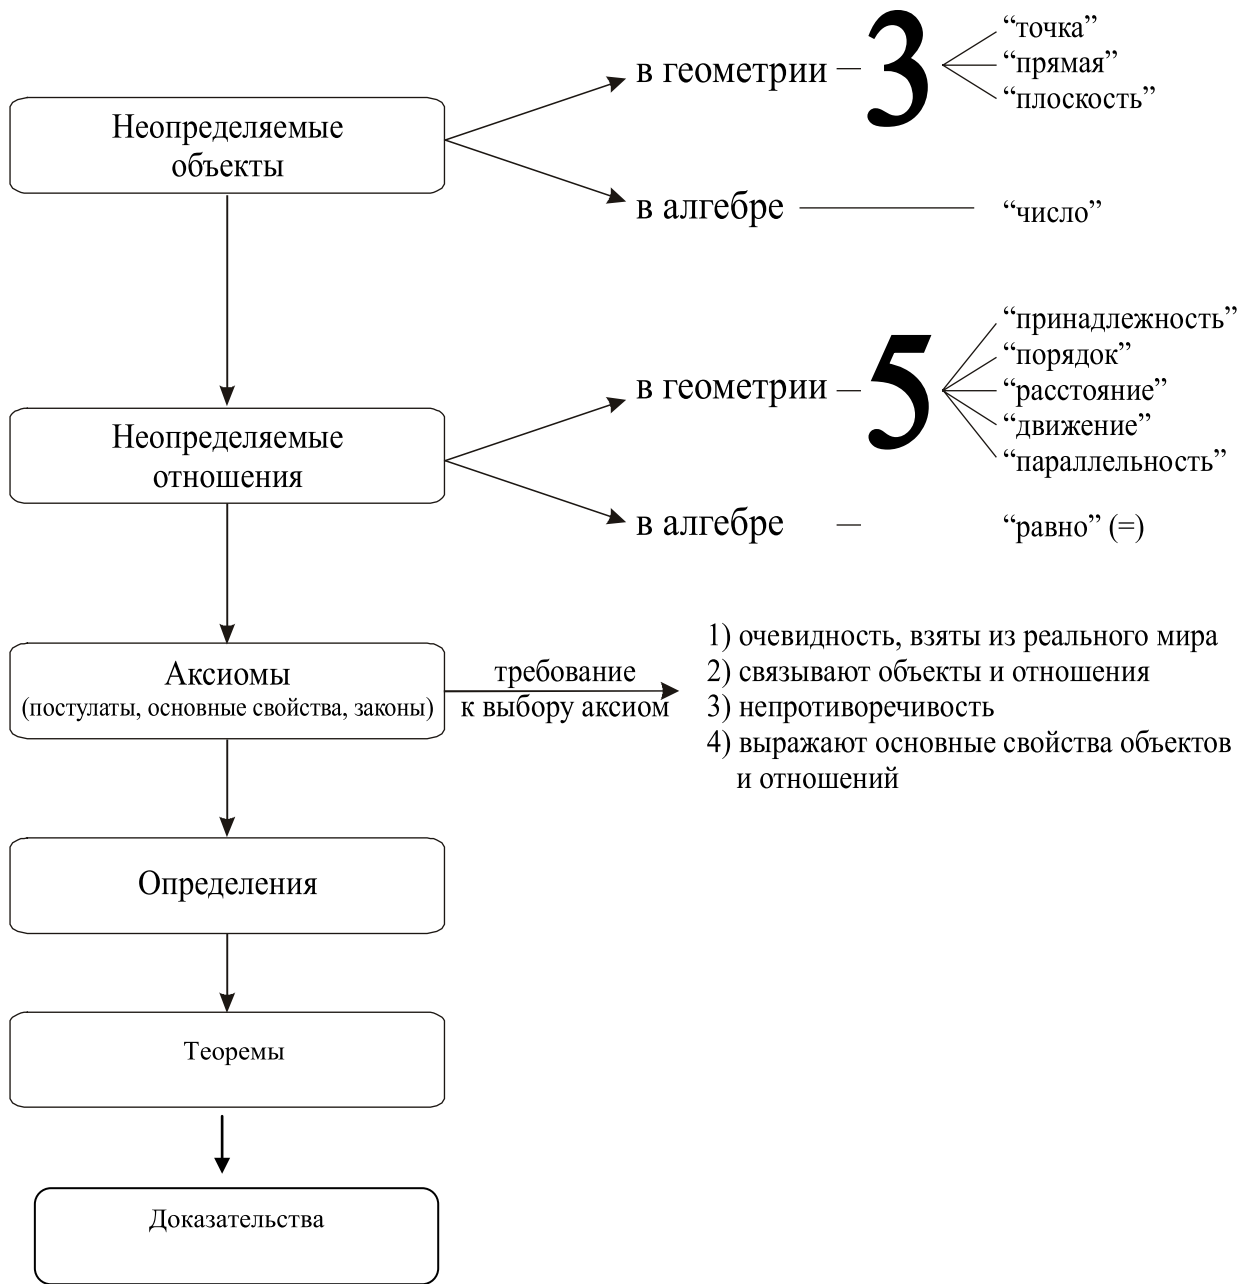 в геометрии – 3
“точка”
“прямая”
“плоскость”
Неопределяемые
объекты
в алгебре
“число”
“принадлежность”
“порядок”
в геометрии – 5
“расстояние”
“движение”
“параллельность”
Неопределяемые
отношения
в алгебре –
“равно” (=)
Аксиомы
(постулаты, основные свойства, законы)
требование
к выбору аксиом
1) очевидность, взяты из реального мира
2) связывают объекты и отношения
3) непротиворечивость
4) выражают основные свойства объектов
и отношений
Определения
Теоремы
Доказательства